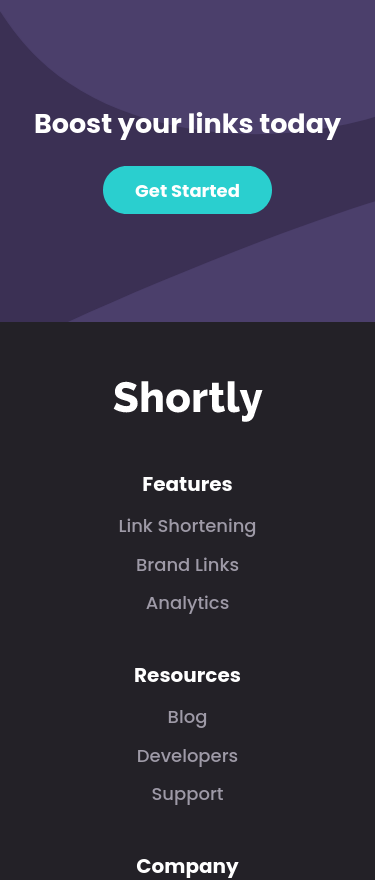 Boost your links today
Get Started
Shortly
Features
Link Shortening
Brand Links
Analytics
Resources
Blog
Developers
Support
Company